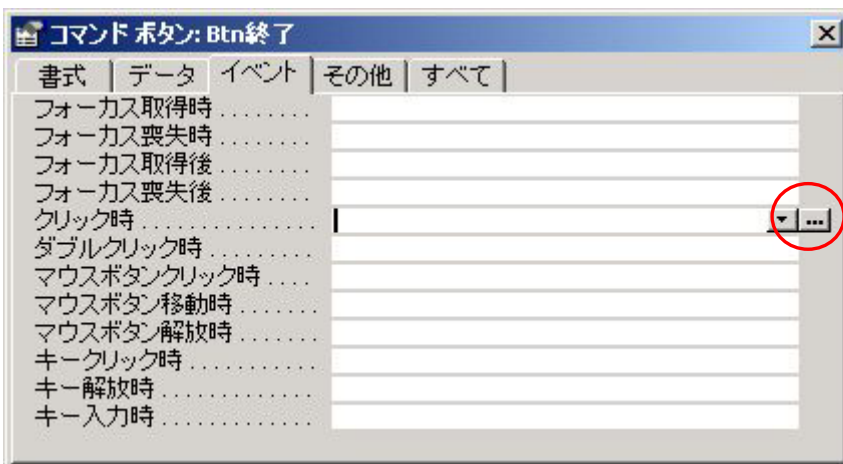 コマンド ボタン: Btn終了
書式 データ イベント その他 すべて
フォーカス取得時 . . . . . . . .
フォーカス喪失時 . . . . . . . .
フォーカス取得後 . . . . . . . .
フォーカス喪失後 . . . . . . . .
クリック時 . . . . . . . . . . . . . . . ...
ダブルクリック時 . . . . . . . . .
マウスボタンクリック時 . . . .
マウスボタン移動時 . . . . . . .
マウスボタン解放時 . . . . . . .
キークリック時 . . . . . . . . . . .
キー解放時 . . . . . . . . . . . . .
キー入力時 . . . . . . . . . . . . .